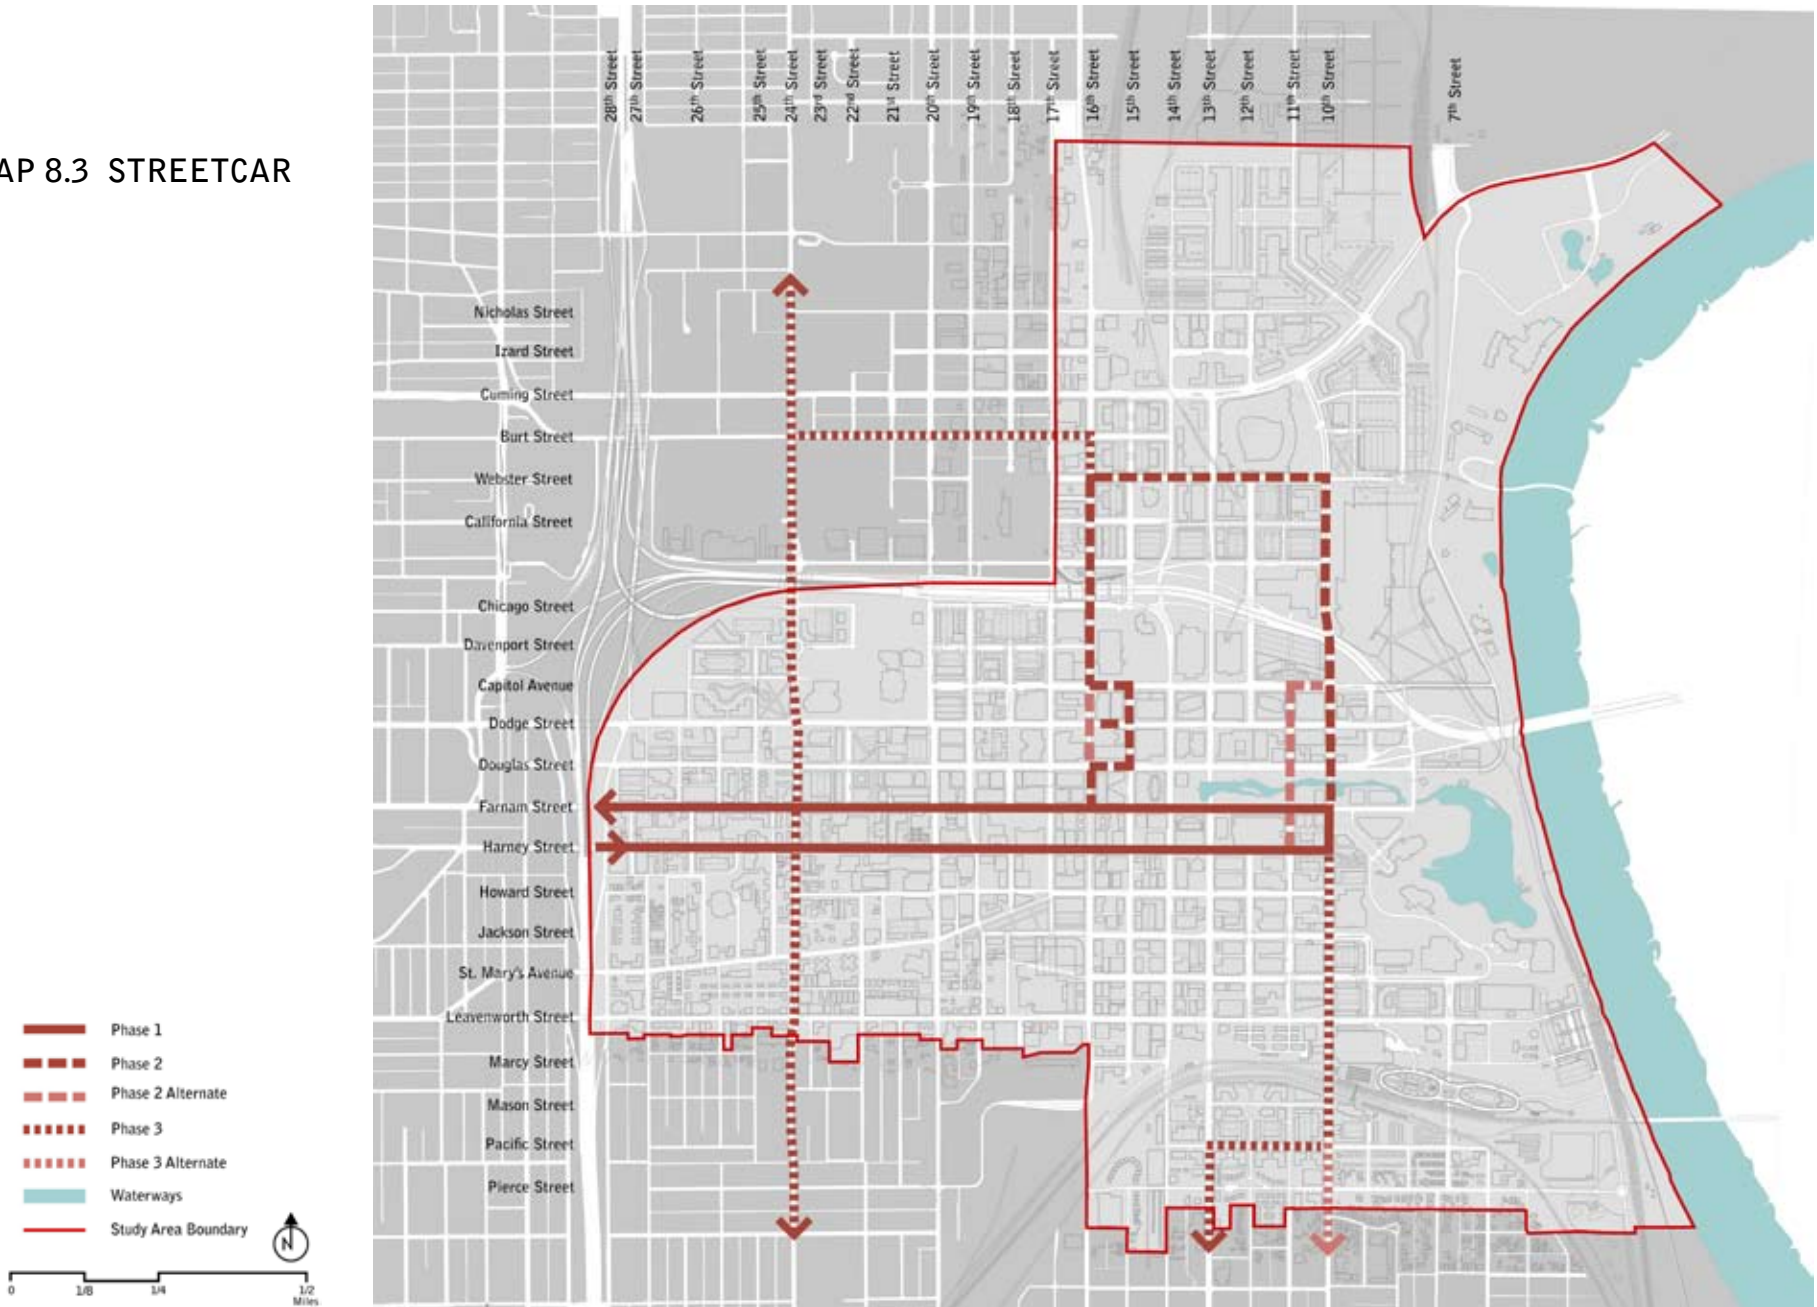 AP 8.3 STREETCAR
28th Street
27th Street
26th Street
25th Street
24th Street
23rd Street
22nd Street
21st Street
20th Street
19th Street
18th Street
17th Street
16th Street
15th Street
14th Street
13th Street
12th Street
11th Street
10th Street
7th Street
Nicholas Street
Izard Street
Cuming Street
Burt Street
Webster Street
California Street
Chicago Street
Davenport Street
Capitol Avenue
Dodge Street
Douglas Street
Farnam Street
Harney Street
Howard Street
Jackson Street
St. Mary's Avenue
Leavenworth Street
Marcy Street
Mason Street
Pacific Street
Pierce Street
Phase 1
Phase 2
Phase 2 Alternate
Phase 3
Phase 3 Alternate
Waterways
Study Area Boundary
N
0 1/8 1/4 1/2
Miles